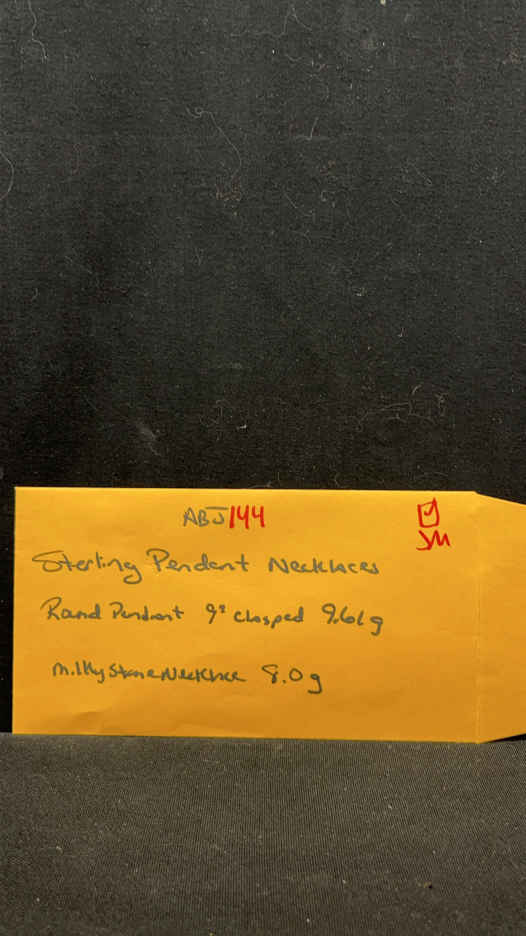 ABJ144
JM
Sterling Pendant Necklaces
Round Pendant 9" Clasped 9.61g
Milky Stone Necklace 8.0g